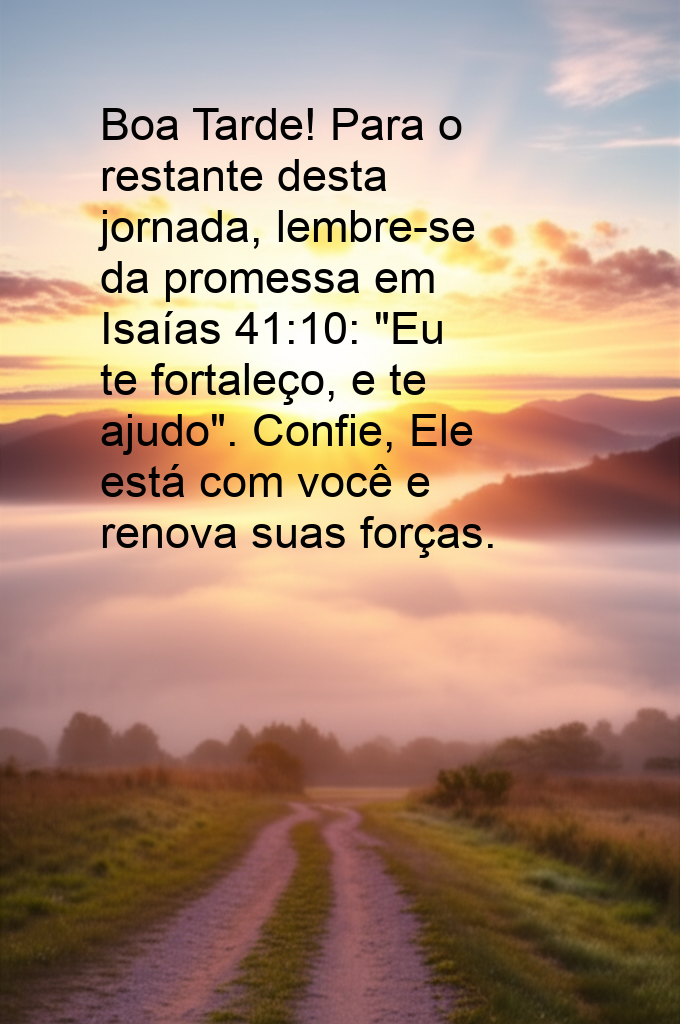 Boa Tarde! Para o
restante desta
jornada, lembre-se
da promessa em
Isaías 41:10: "Eu
te fortaleço, e te
ajudo". Confie, Ele
está com você e
renova suas forças.